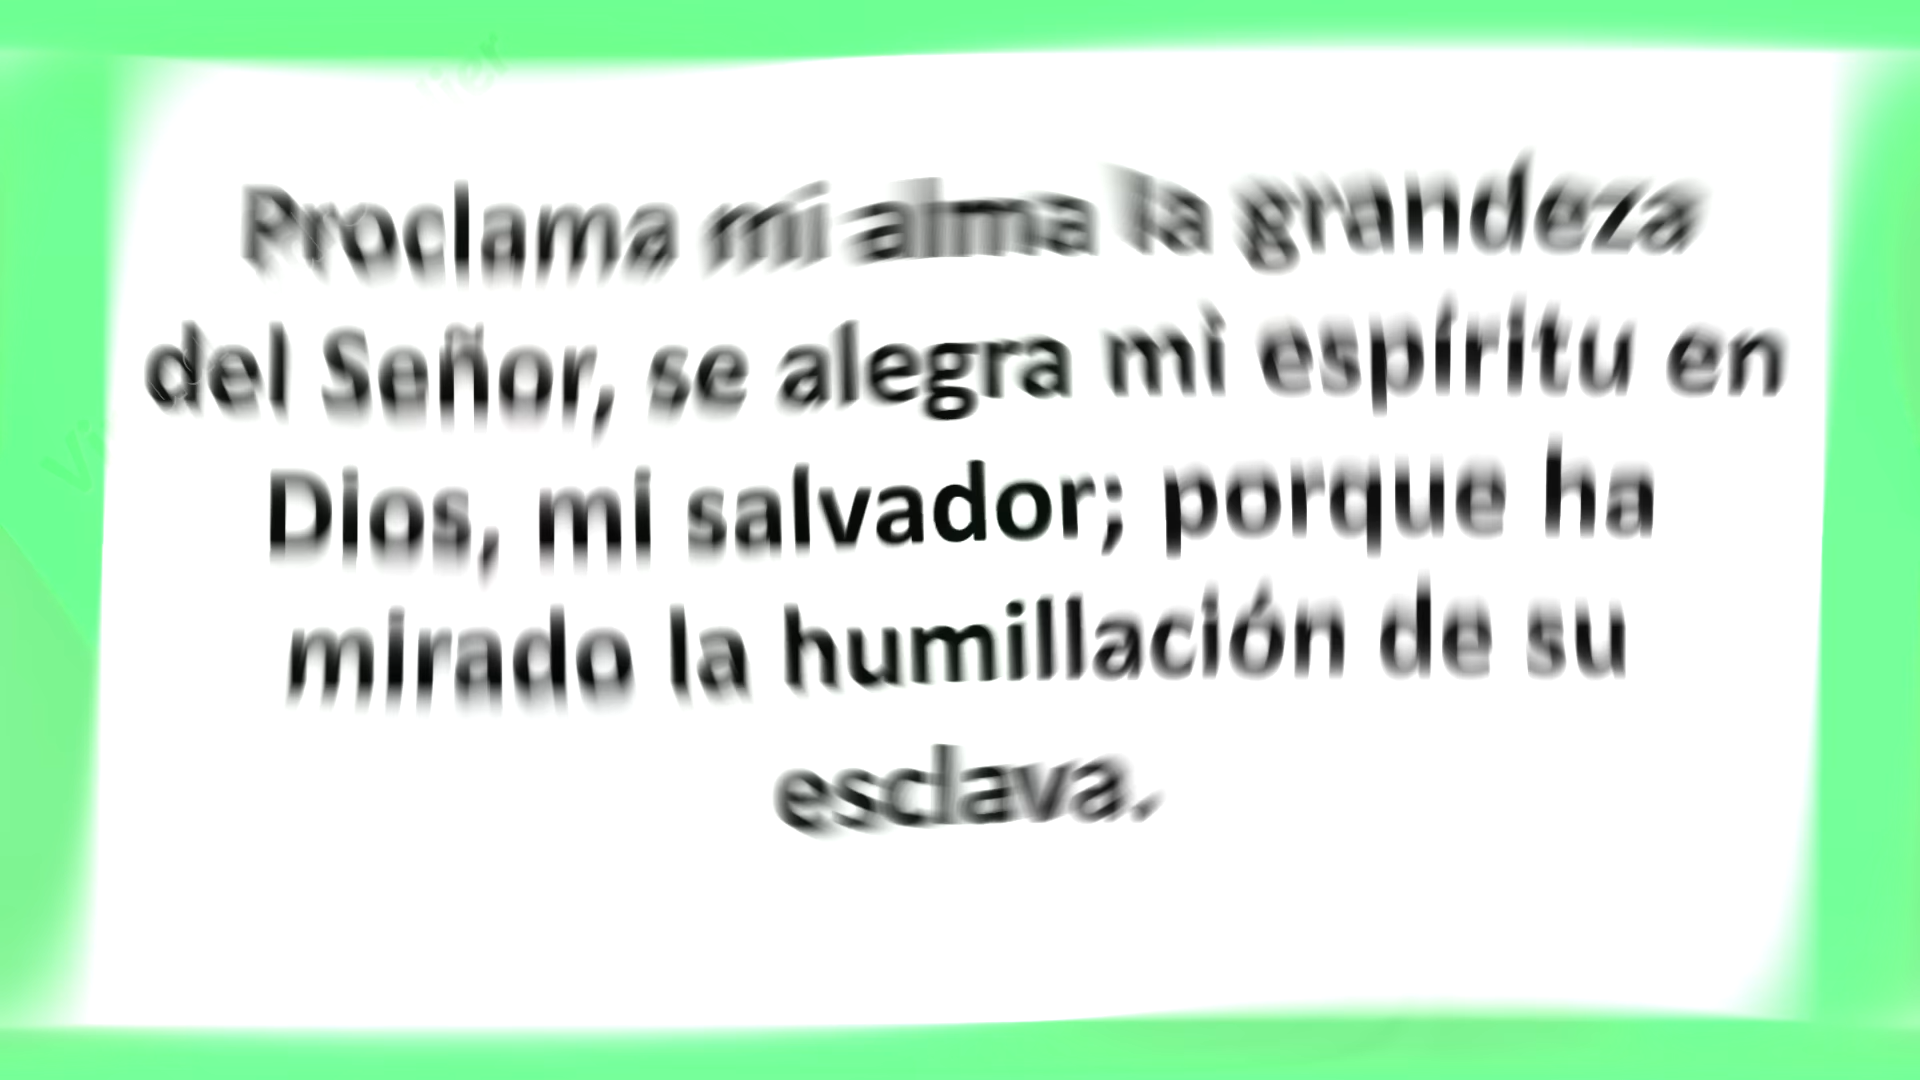 Proclama mi alma la grandeza
del Señor, se alegra mi espíritu en
Dios, mi salvador; porque ha
mirado la humillación de su
esclava.